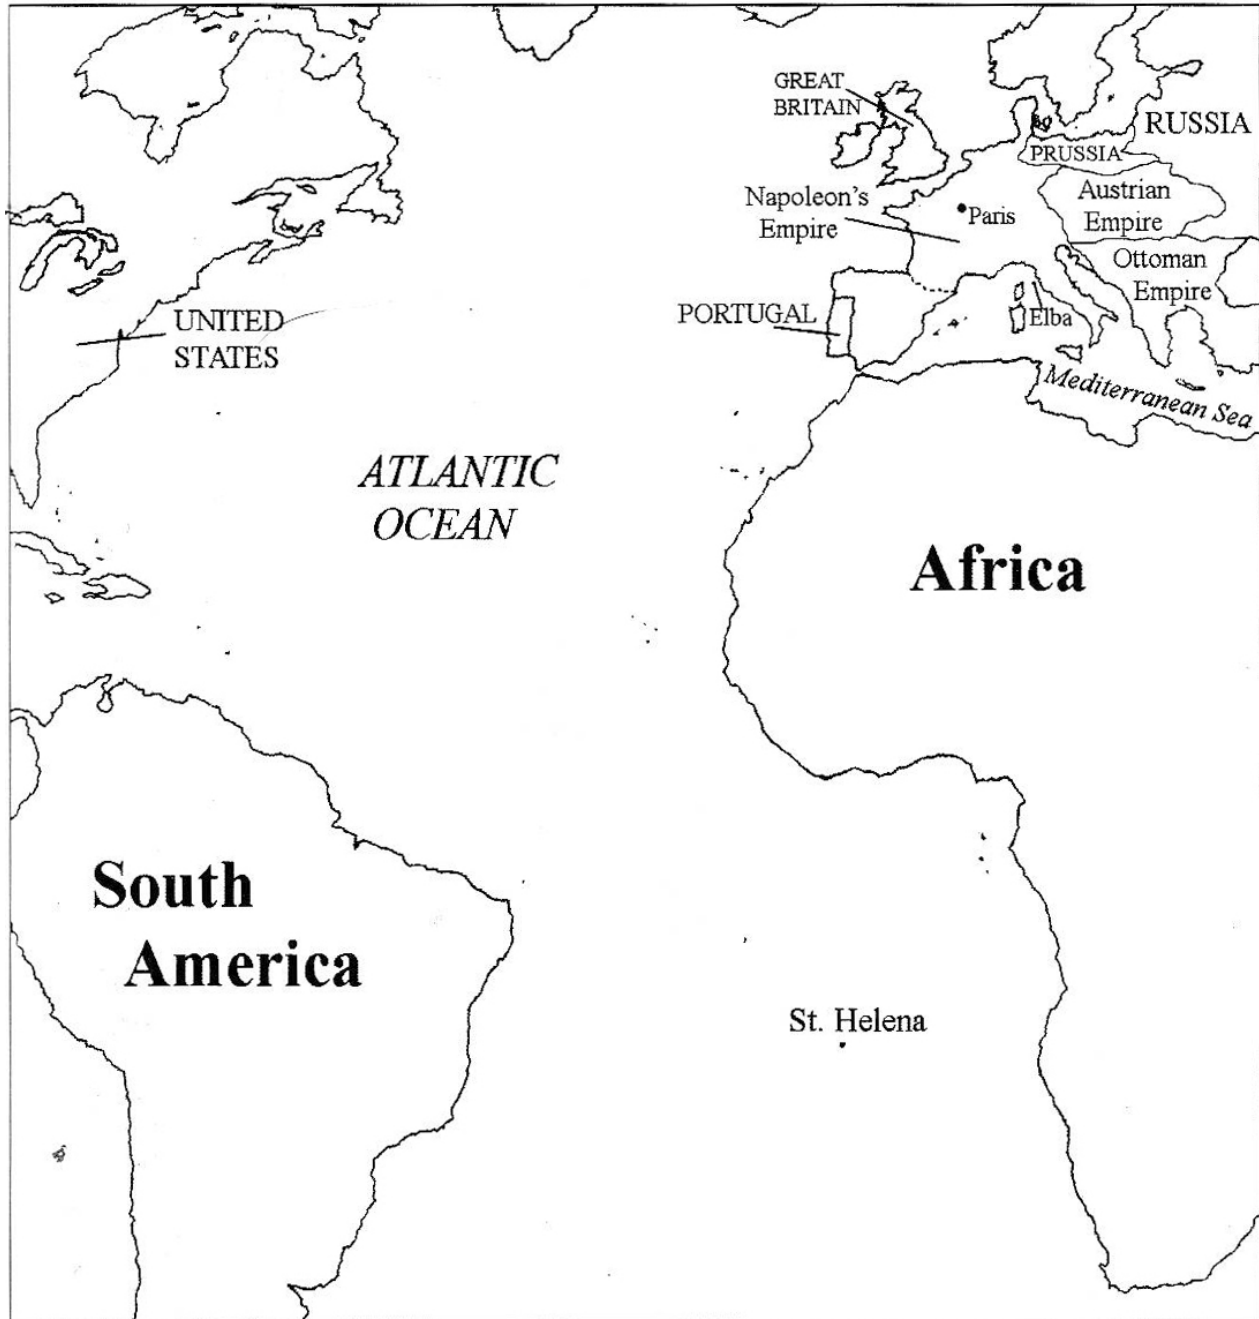 GREAT
BRITAIN
RUSSIA
PRUSSIA
Napoleon's
Empire
Paris
Austrian
Empire
Ottoman
Empire
UNITED
STATES
PORTUGAL
Elba
Mediterranean Sea
ATLANTIC
OCEAN
Africa
South
America
St. Helena